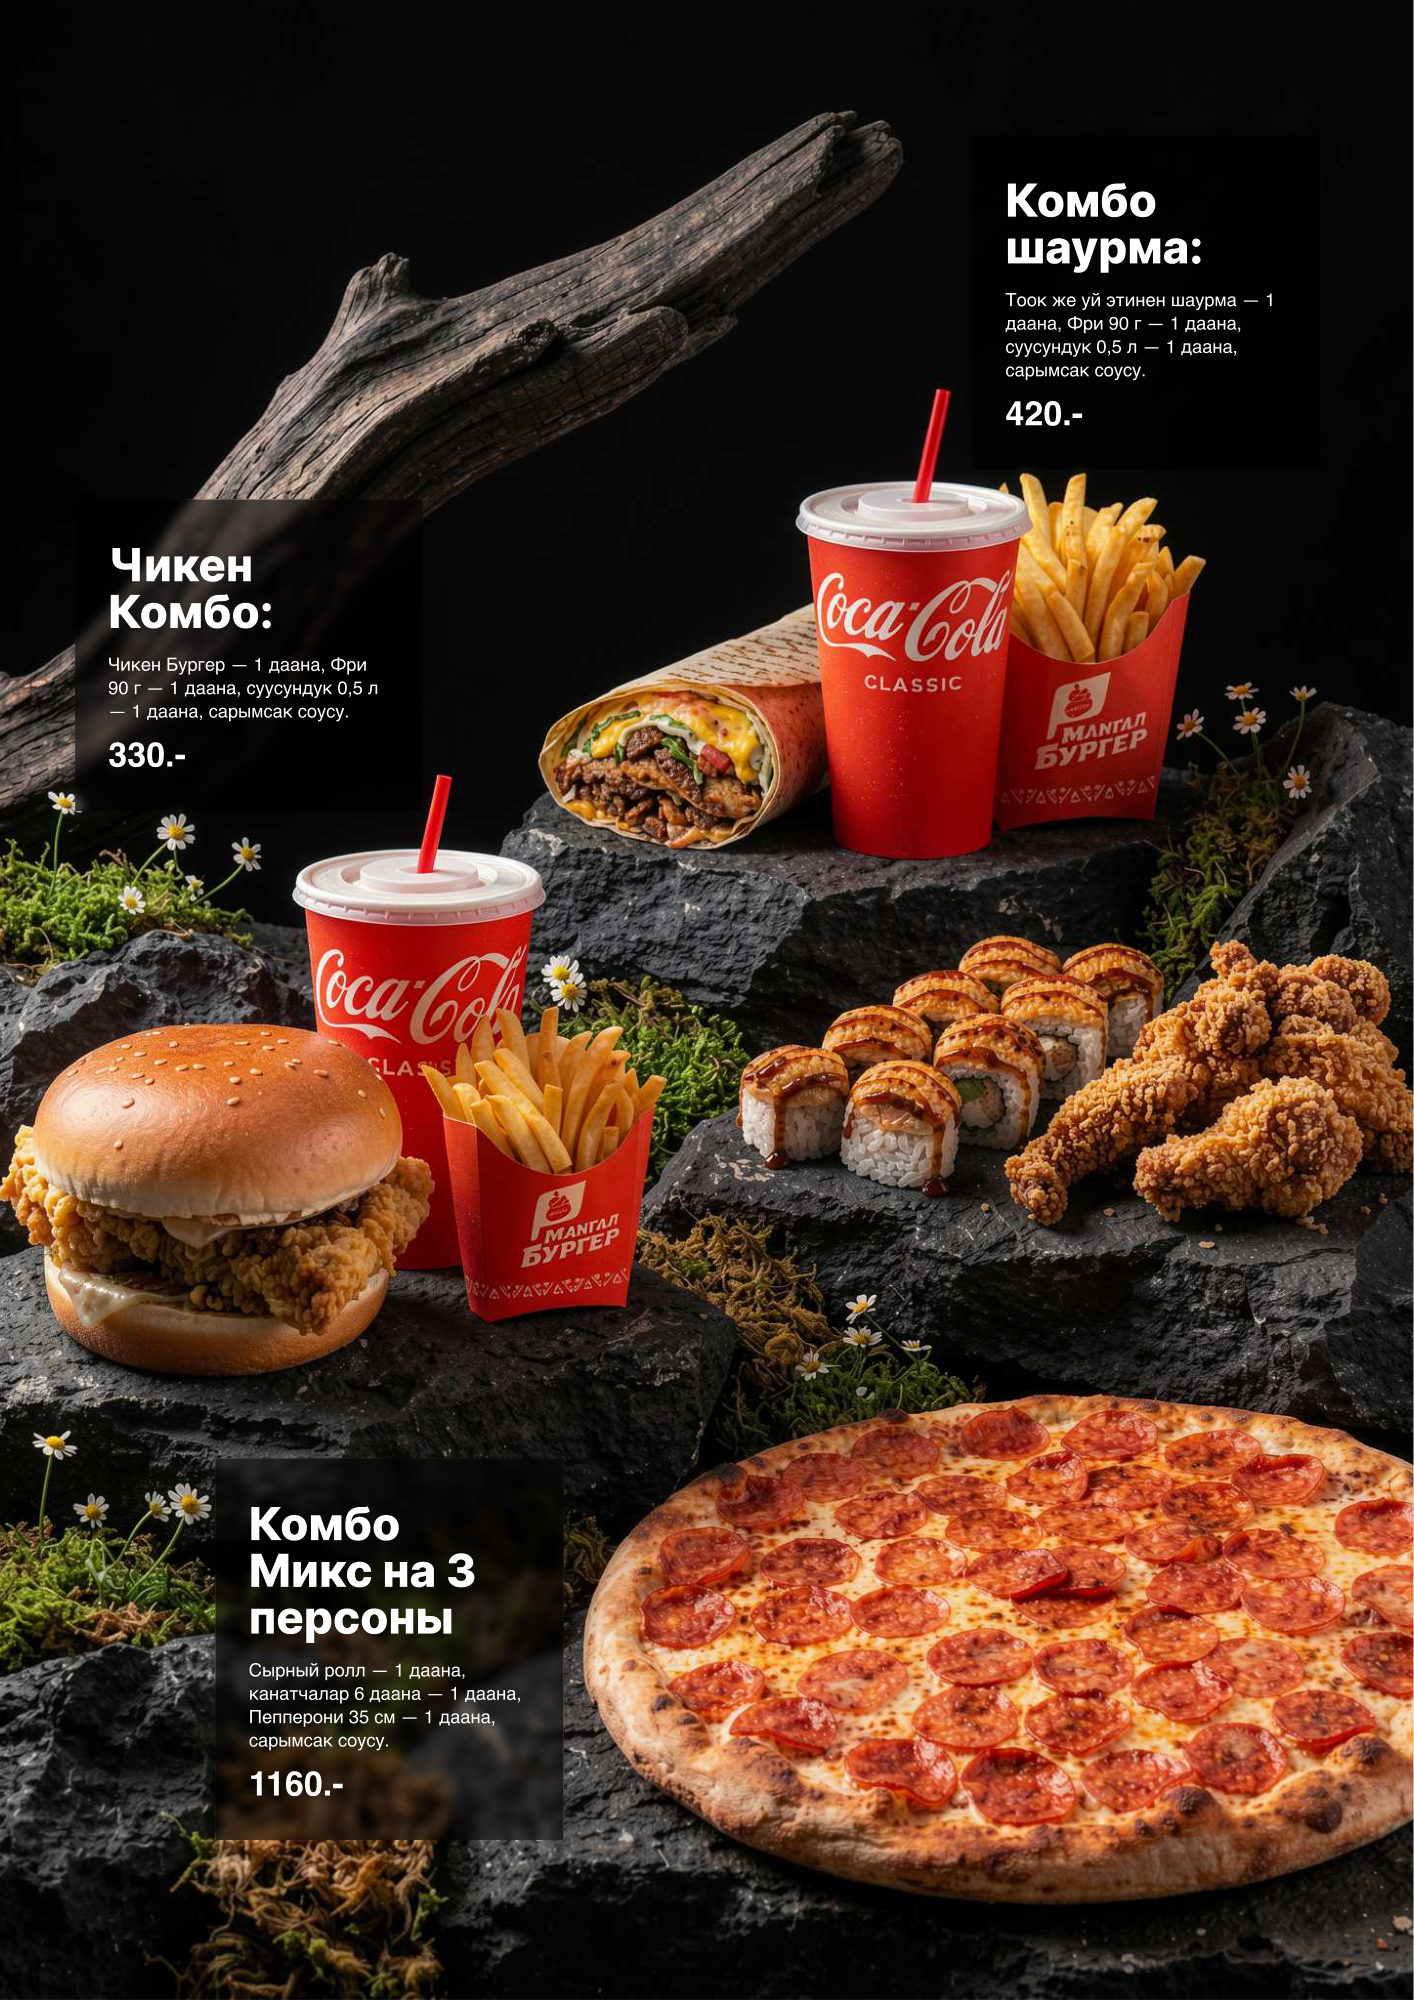 Комбо
шаурма:
Тоок же уй этинен шаурма — 1
даана, Фри 90 г — 1 даана,
суусундук 0,5 л — 1 даана,
сарымсак соусу.
420.-
Чикен
Комбо:
Чикен Бургер — 1 даана, Фри
90 г — 1 даана, суусундук 0,5 л
— 1 даана, сарымсак соусу.
330.-
Coca-Cola
CLASSIC
МАНГАЛ
БУРГЕР
Coca-Cola
МАНГАЛ
БУРГЕР
Комбо
Микс на 3
персоны
Сырный ролл — 1 даана,
канатчалар 6 даана — 1 даана,
Пепперони 35 см — 1 даана,
сарымсак соусу.
1160.-